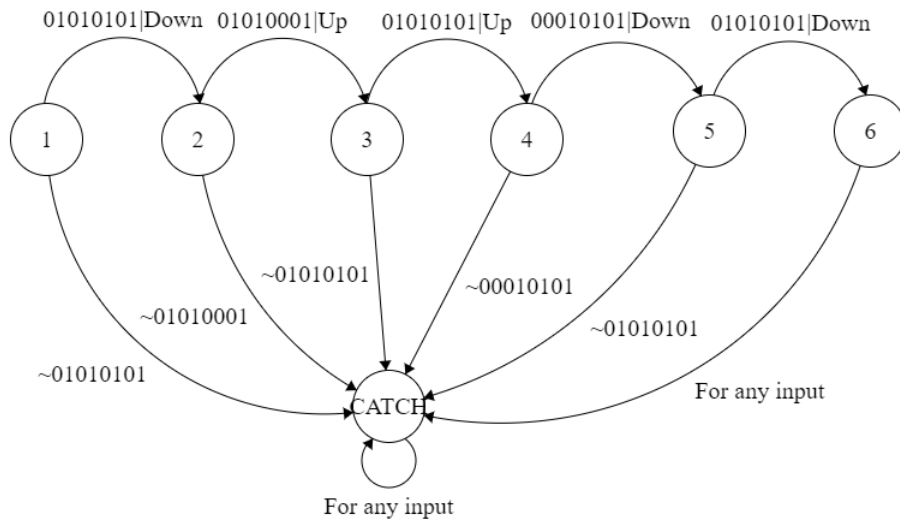 01010101|Down
01010001|Up
01010101|Up
00010101|Down
01010101|Down
1
2
3
4
5
6
~01010101
~00010101
~01010001
~01010101
~01010101
For any input
CATCH
For any input